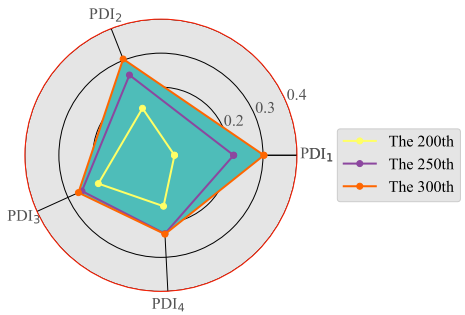 PDI₂
0.4
0.3
0.2
The 200th
PDI₁
The 250th
The 300th
PDI₃
PDI₄